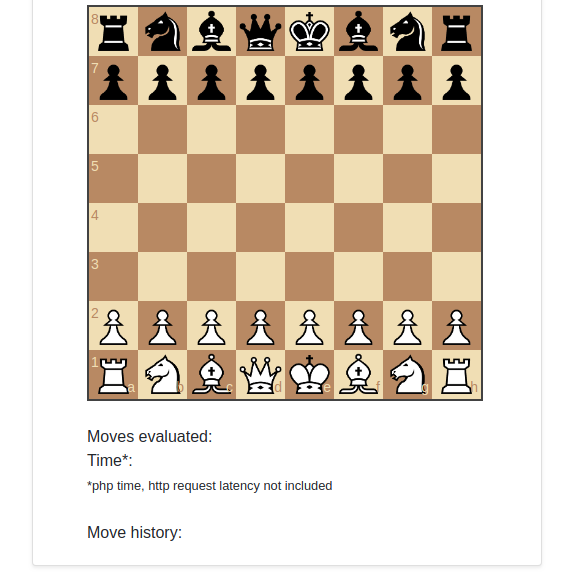 8
7
6
5
4
3
2
1
a b c d e f g h
Moves evaluated:
Time*:
*php time, http request latency not included
Move history: